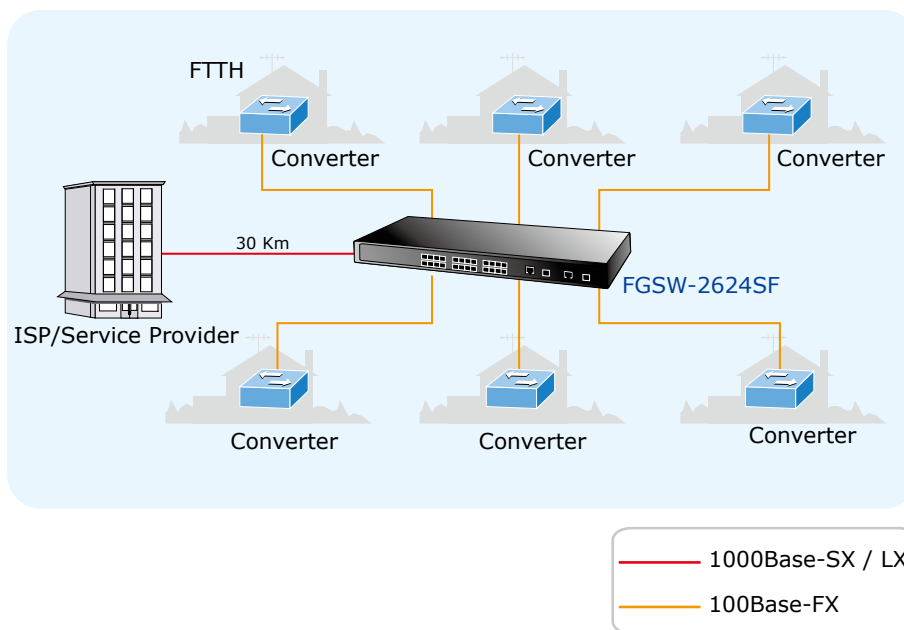 FTTH
Converter
Converter
Converter
30 Km
FGSW-2624SF
ISP/Service Provider
Converter
Converter
Converter
1000Base-SX / LX
100Base-FX